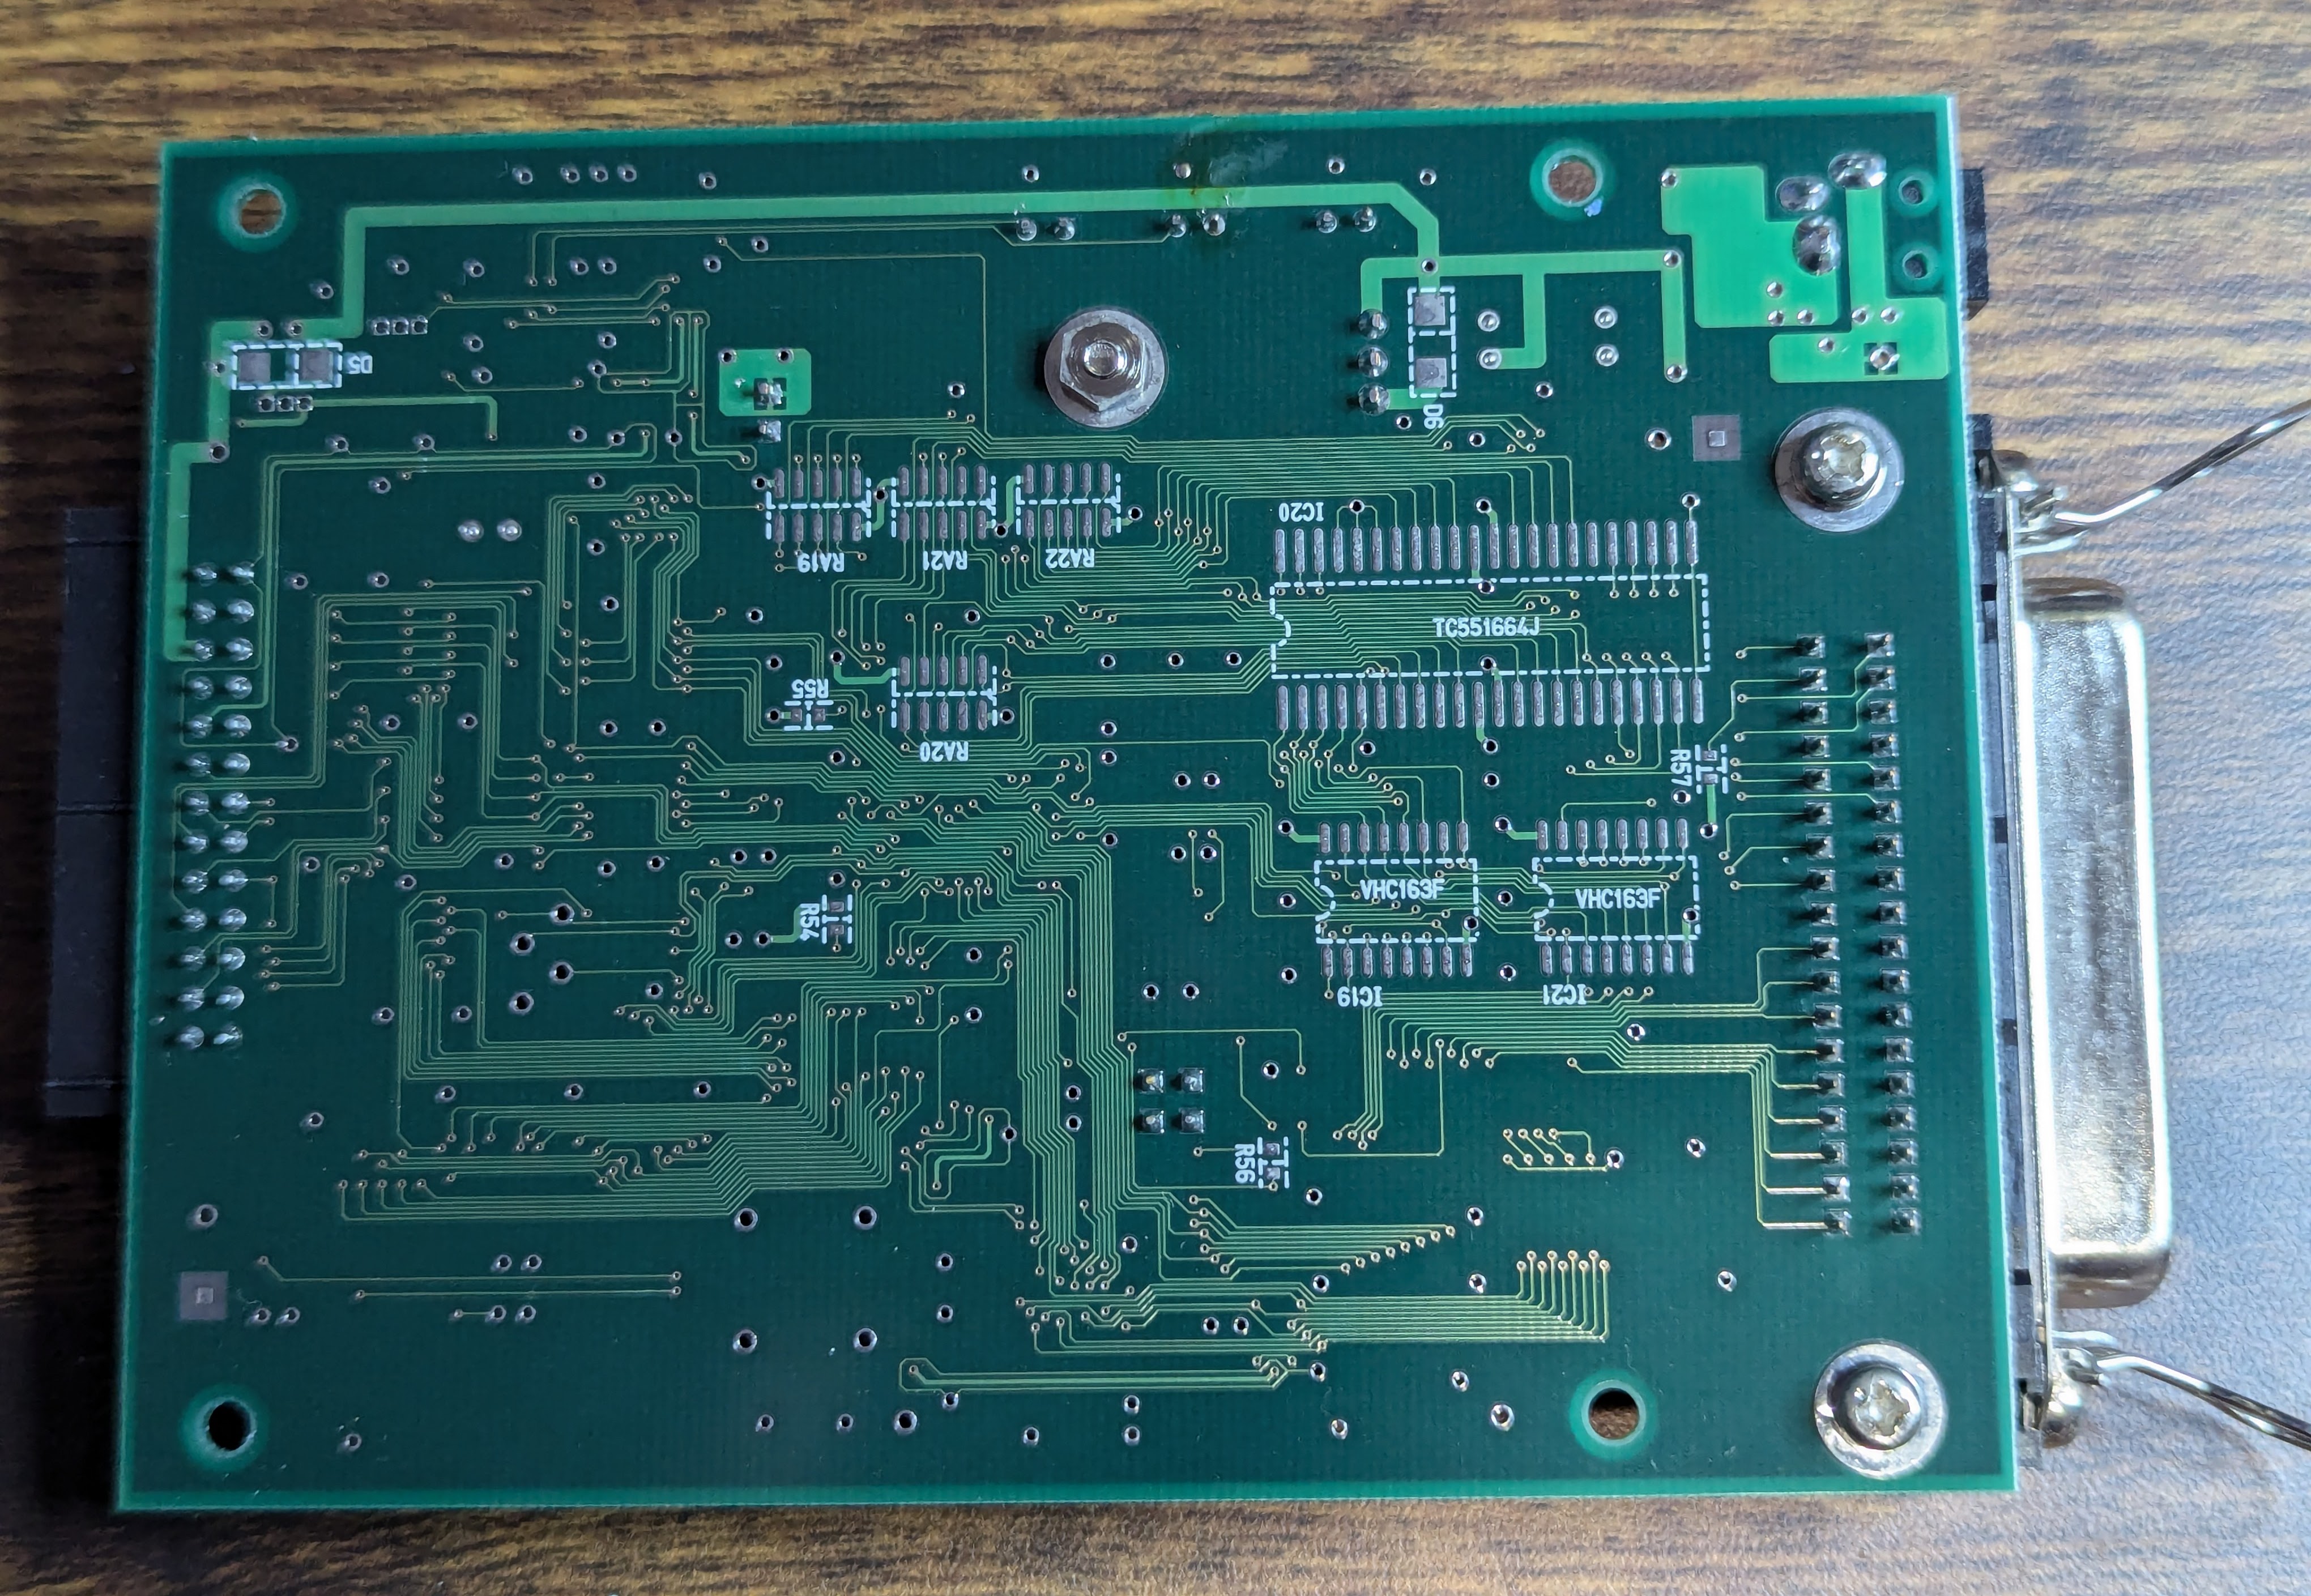 D5
D6
IC20
RA19
RA21
RA22
TC551664J
R55
RA20
R57
VHC163F
VHC163F
R54
IC19
IC21
R56